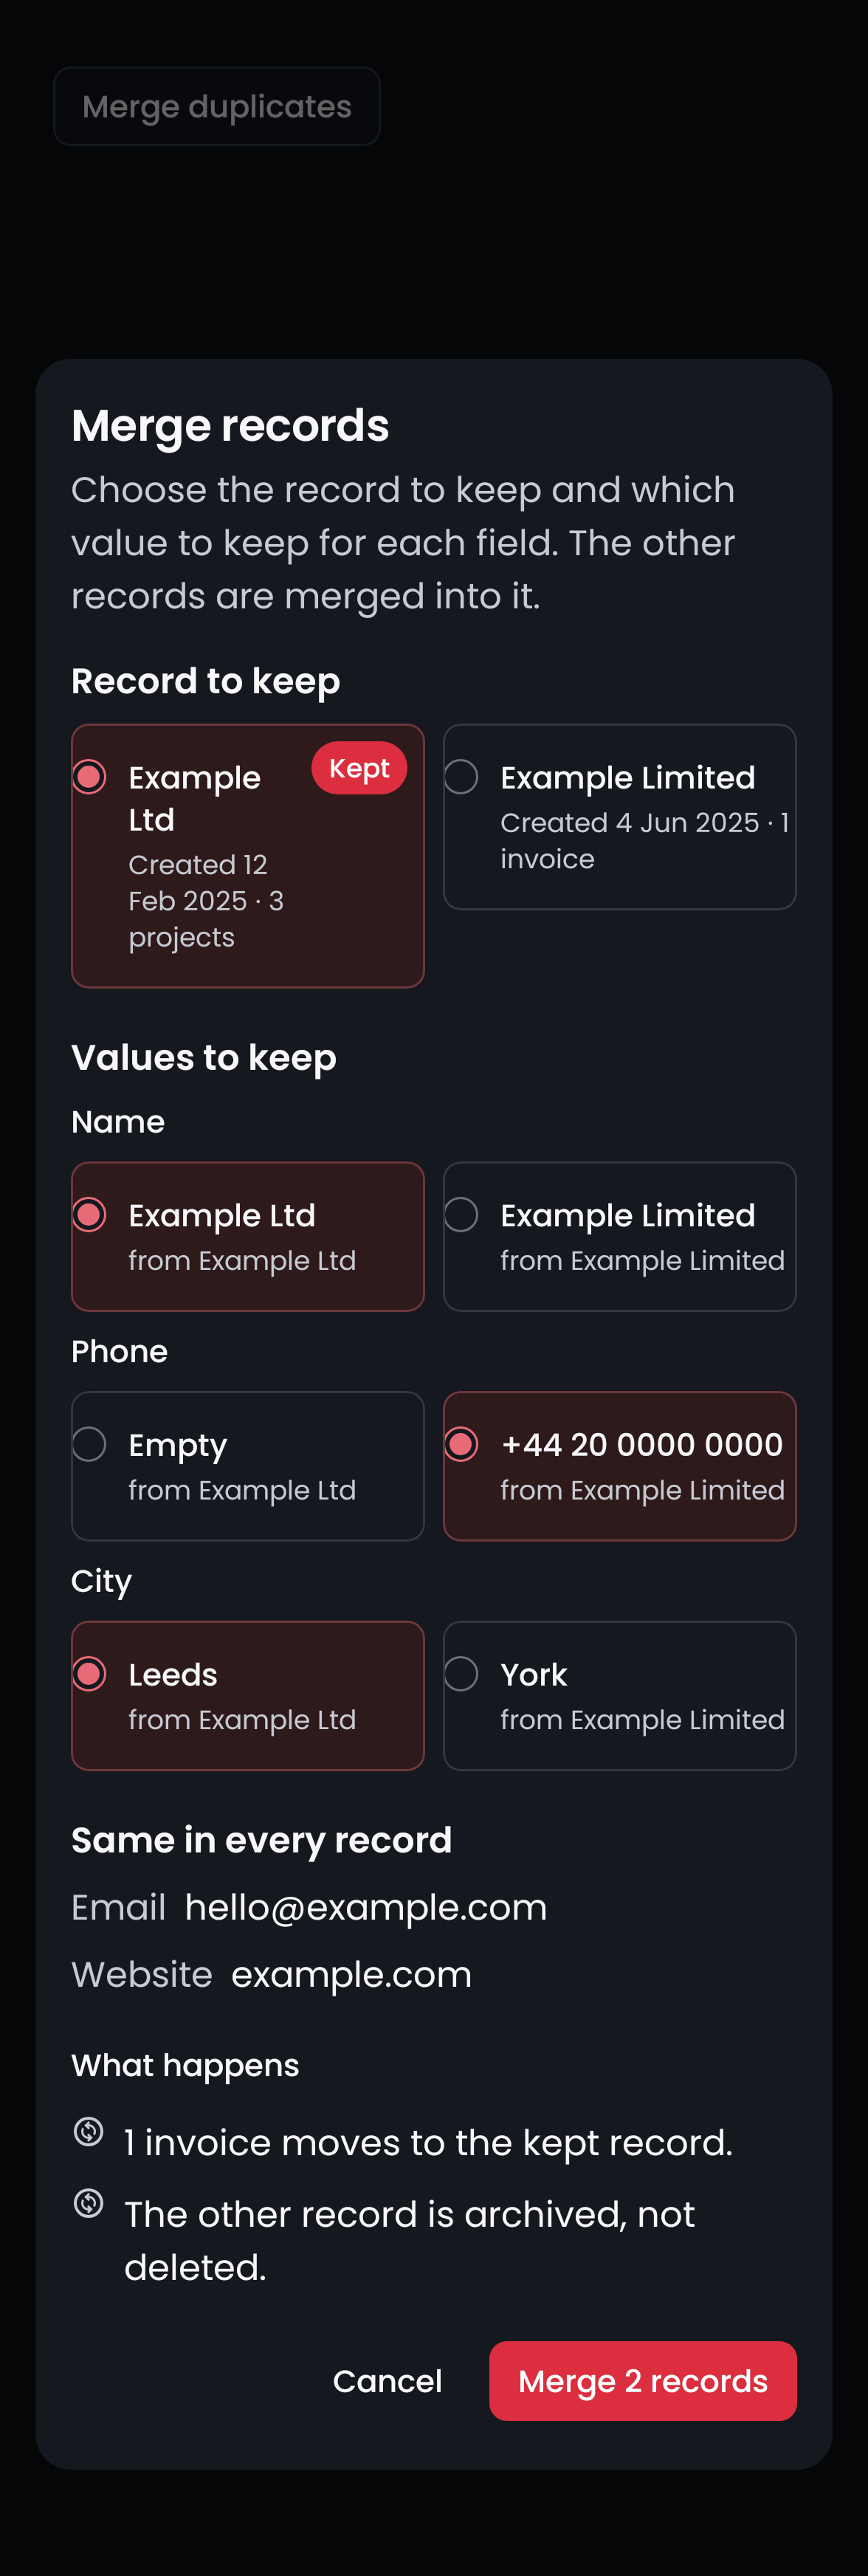 Merge duplicates
Merge records
Choose the record to keep and which
value to keep for each field. The other
records are merged into it.
Record to keep
Example
Ltd
Kept
Created 12
Feb 2025 · 3
projects
Example Limited
Created 4 Jun 2025 · 1
invoice
Values to keep
Name
Example Ltd
from Example Ltd
Example Limited
from Example Limited
Phone
Empty
from Example Ltd
+44 20 0000 0000
from Example Limited
City
Leeds
from Example Ltd
York
from Example Limited
Same in every record
Email hello@example.com
Website example.com
What happens
1 invoice moves to the kept record.
The other record is archived, not
deleted.
Cancel
Merge 2 records